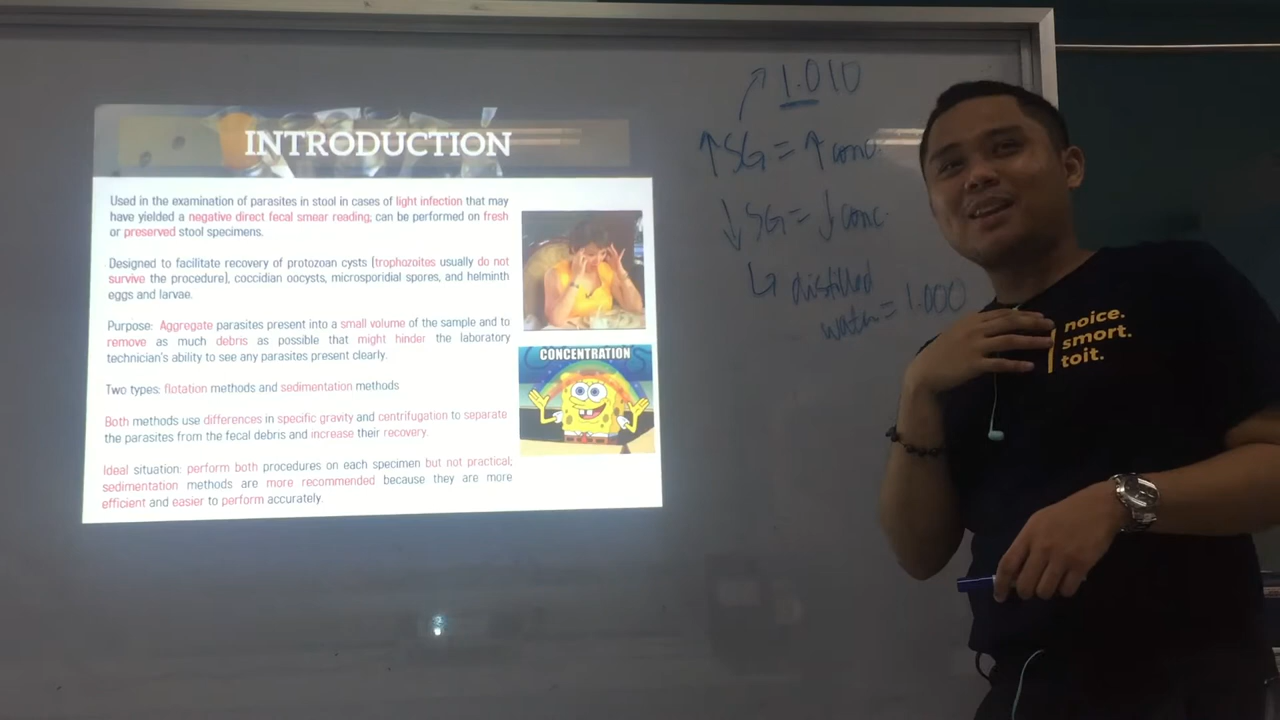 INTRODUCTION
Used in the examination of parasites in stool in cases of light infection that may
have yielded a negative direct fecal smear reading; can be performed on fresh
or preserved stool specimens.
Designed to facilitate recovery of protozoan cysts (trophozoites usually do not
survive the procedure), coccidian oocysts, microsporidial spores, and helminth
eggs and larvae.
Purpose: Aggregate parasites present into a small volume of the sample and to
remove as much debris as possible that might hinder the laboratory
technician's ability to see any parasites present clearly.
Two types: flotation methods and sedimentation methods
Both methods use differences in specific gravity and centrifugation to separate
the parasites from the fecal debris and increase their recovery.
Ideal situation: perform both procedures on each specimen but not practical;
sedimentation methods are more recommended because they are more
efficient and easier to perform accurately.
CONCENTRATION
↗ 1.010
↑SG = ↑ conc.
↓SG = ↓ conc.
↳ distilled
water = 1.000
noice.
smort.
toit.